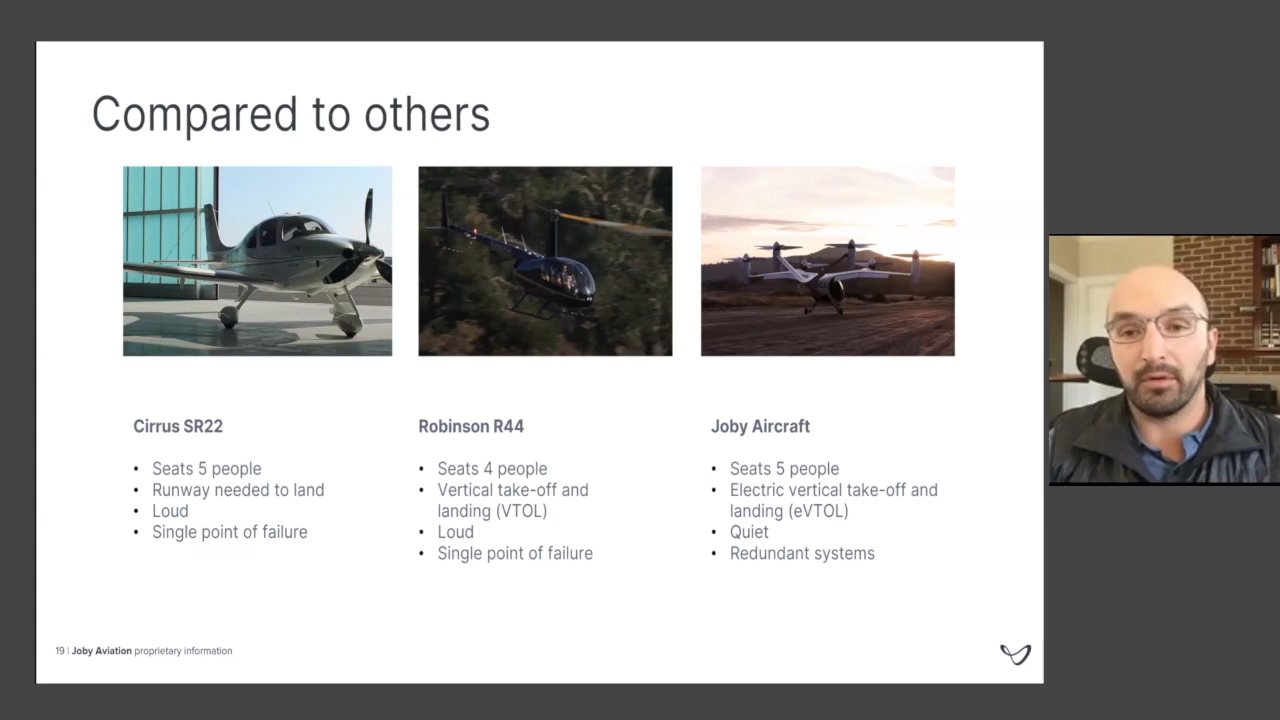 Compared to others
Cirrus SR22
• Seats 5 people
• Runway needed to land
• Loud
• Single point of failure
Robinson R44
• Seats 4 people
• Vertical take-off and
landing (VTOL)
• Loud
• Single point of failure
Joby Aircraft
• Seats 5 people
• Electric vertical take-off and
landing (eVTOL)
• Quiet
• Redundant systems
19 | Joby Aviation proprietary information